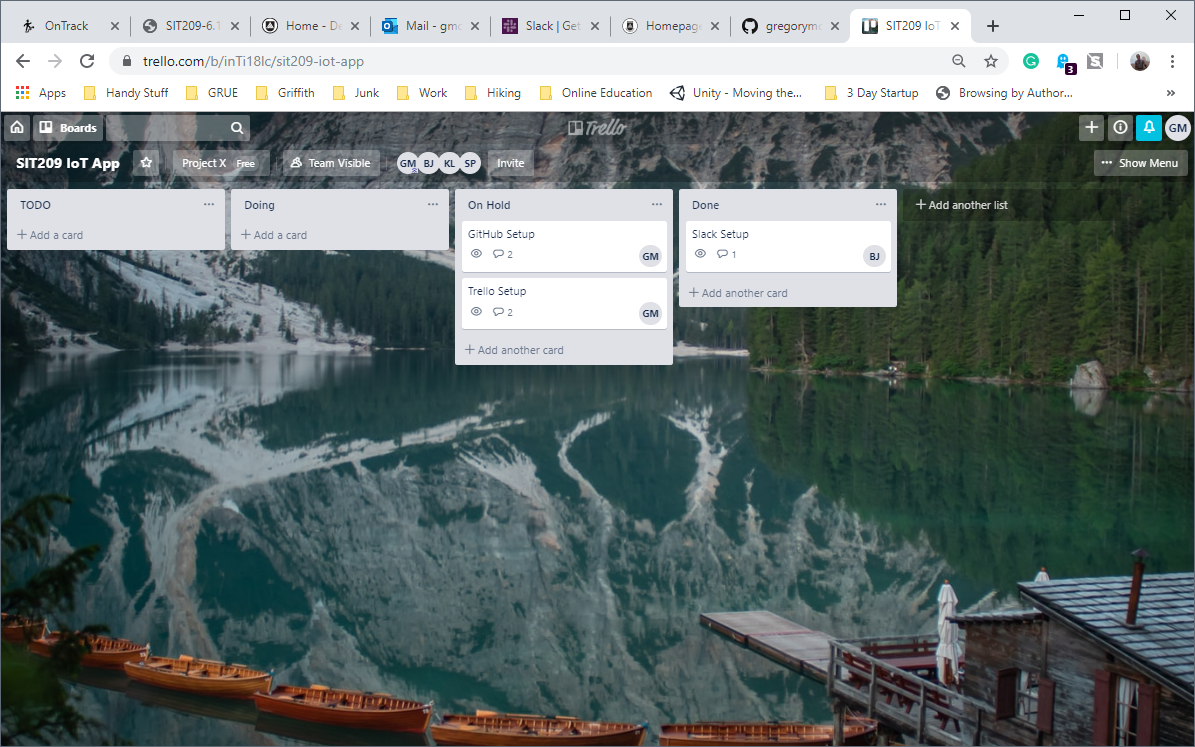 OnTrack
SIT209-6.1
Home - De
Mail - gmc
Slack | Get
Homepage
gregorymc
SIT209 IoT
trello.com/b/inTi18lc/sit209-iot-app
3
Apps
Handy Stuff
GRUE
Griffith
Junk
Work
Hiking
Online Education
Unity - Moving the...
3 Day Startup
Browsing by Author...
»
Boards
Trello
GM
SIT209 IoT App
Project X Free
Team Visible
GM BJ KL SP
Invite
... Show Menu
TODO ...
+ Add a card
Doing ...
+ Add a card
On Hold ...
GitHub Setup
2
GM
Trello Setup
2
GM
+ Add another card
Done ...
Slack Setup
1
BJ
+ Add another card
+ Add another list